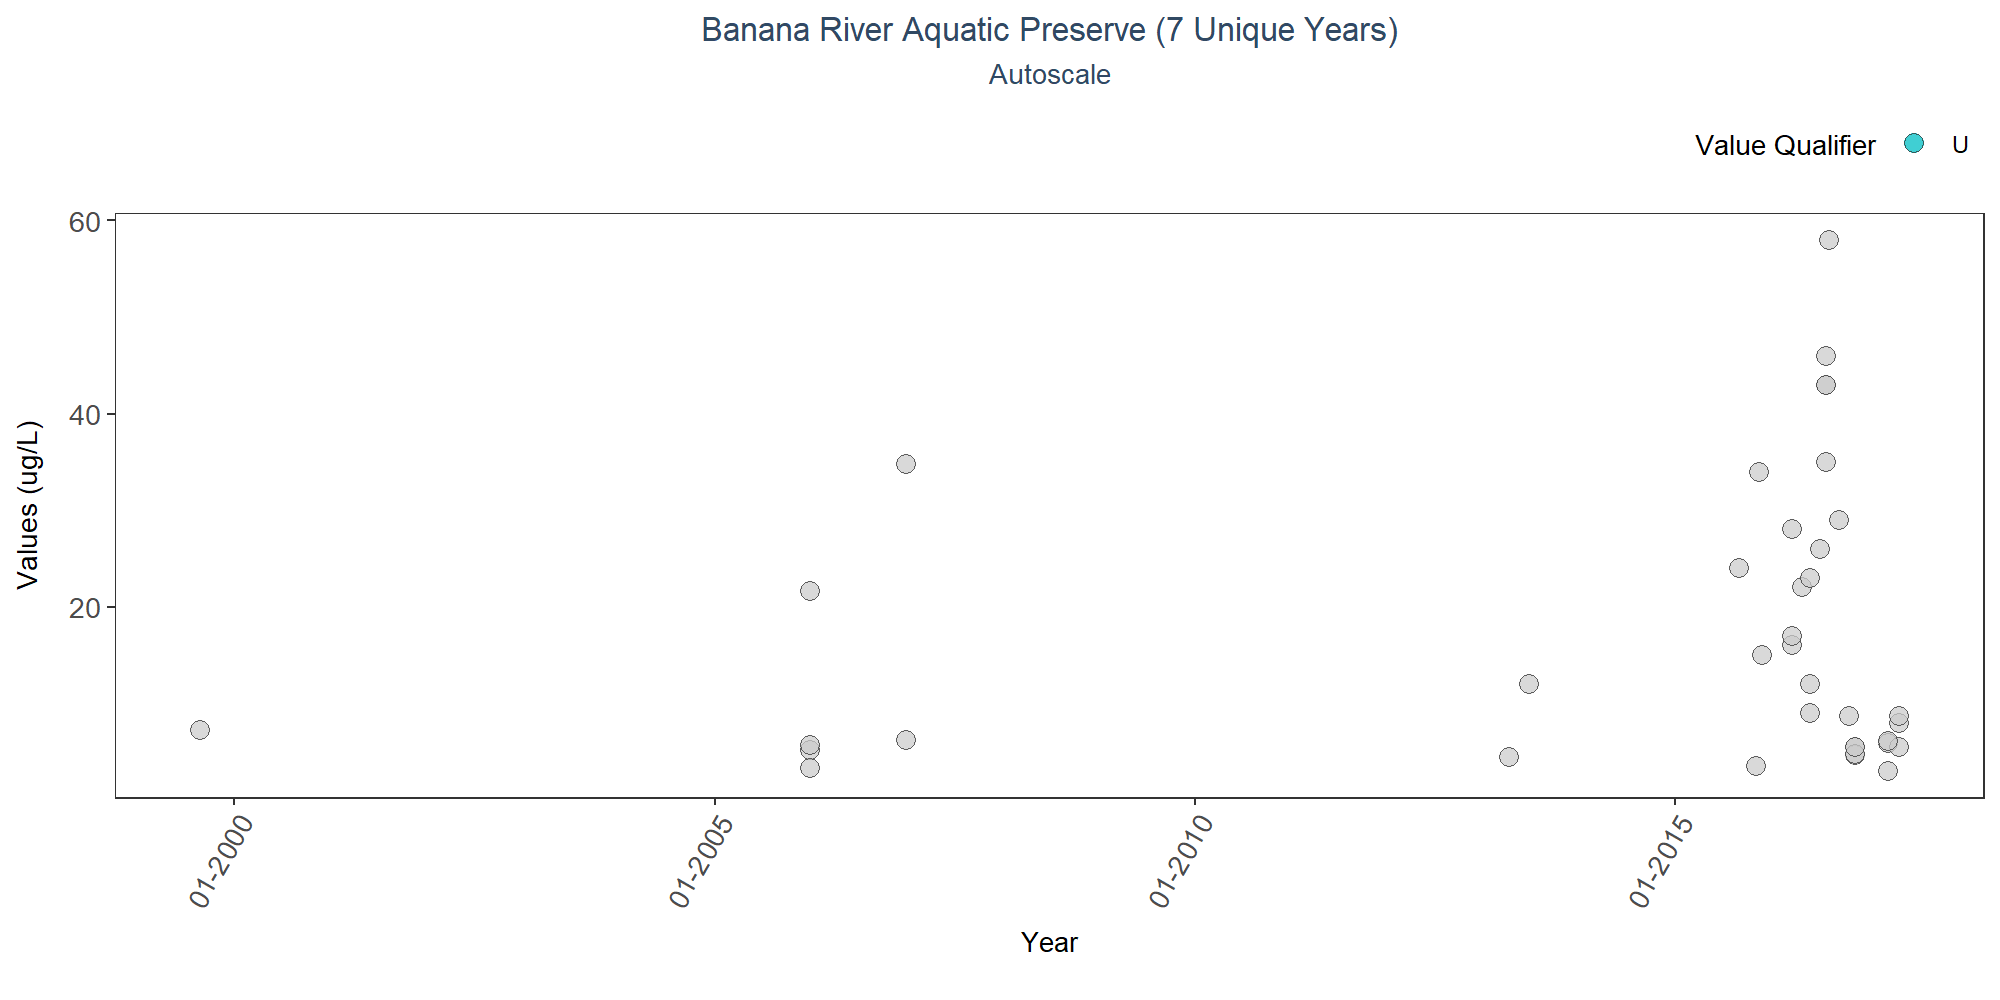 Banana River Aquatic Preserve (7 Unique Years)
Autoscale
Value Qualifier U
60
40
20
Values (ug/L)
01-2000
01-2005
01-2010
01-2015
Year